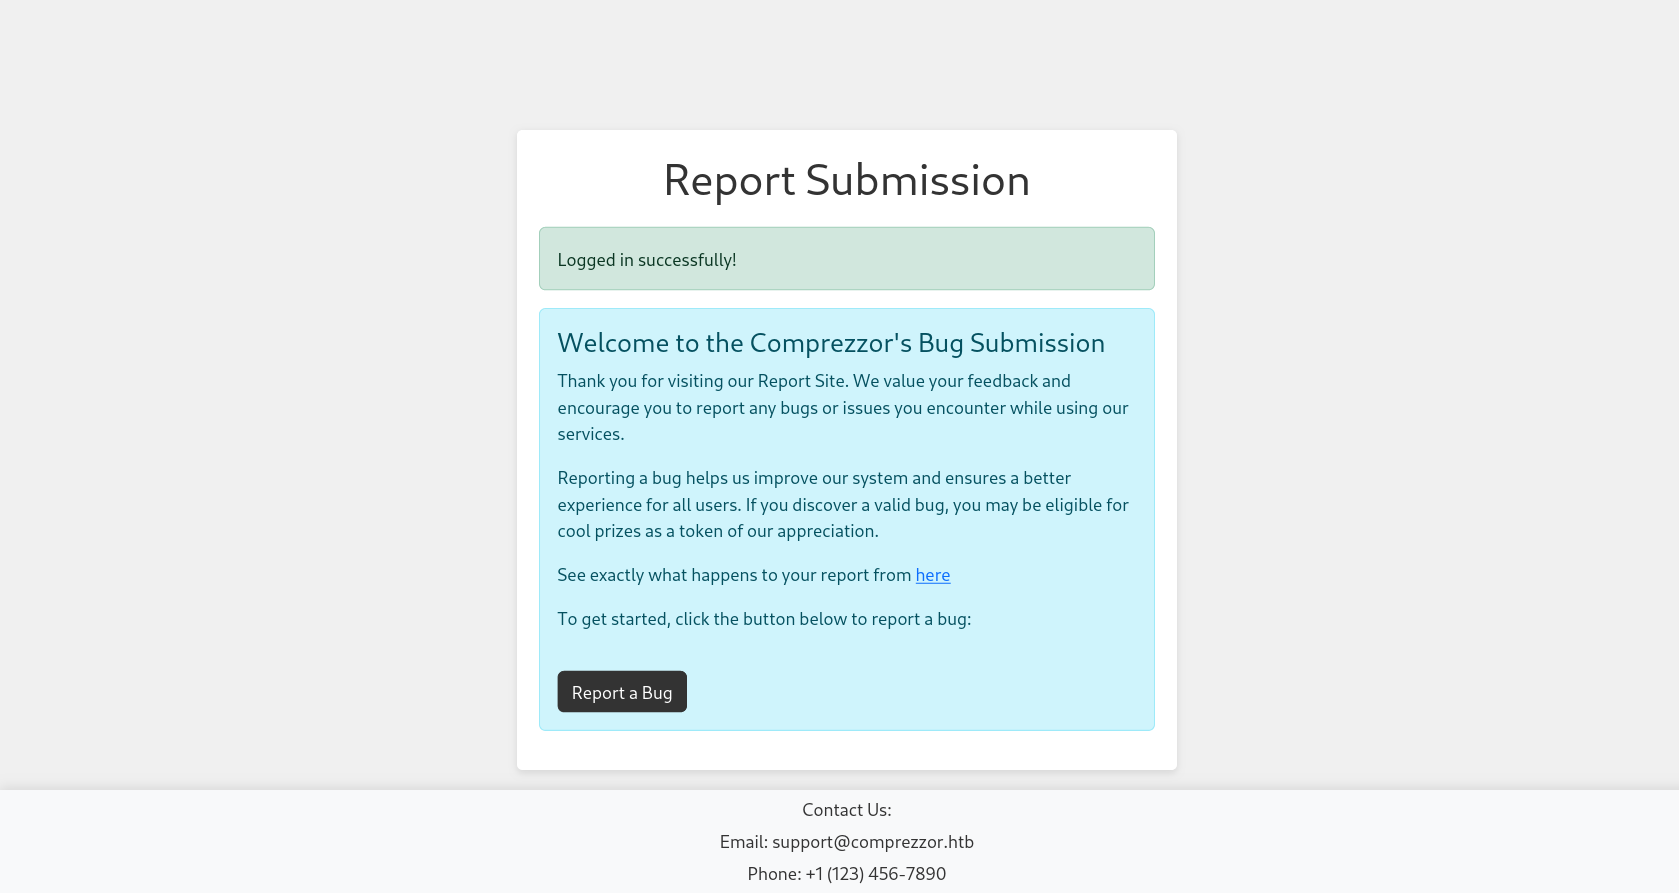 Report Submission
Logged in successfully!
Welcome to the Comprezzor's Bug Submission
Thank you for visiting our Report Site. We value your feedback and
encourage you to report any bugs or issues you encounter while using our
services.
Reporting a bug helps us improve our system and ensures a better
experience for all users. If you discover a valid bug, you may be eligible for
cool prizes as a token of our appreciation.
See exactly what happens to your report from here
To get started, click the button below to report a bug:
Report a Bug
Contact Us:
Email: support@comprezzor.htb
Phone: +1 (123) 456-7890